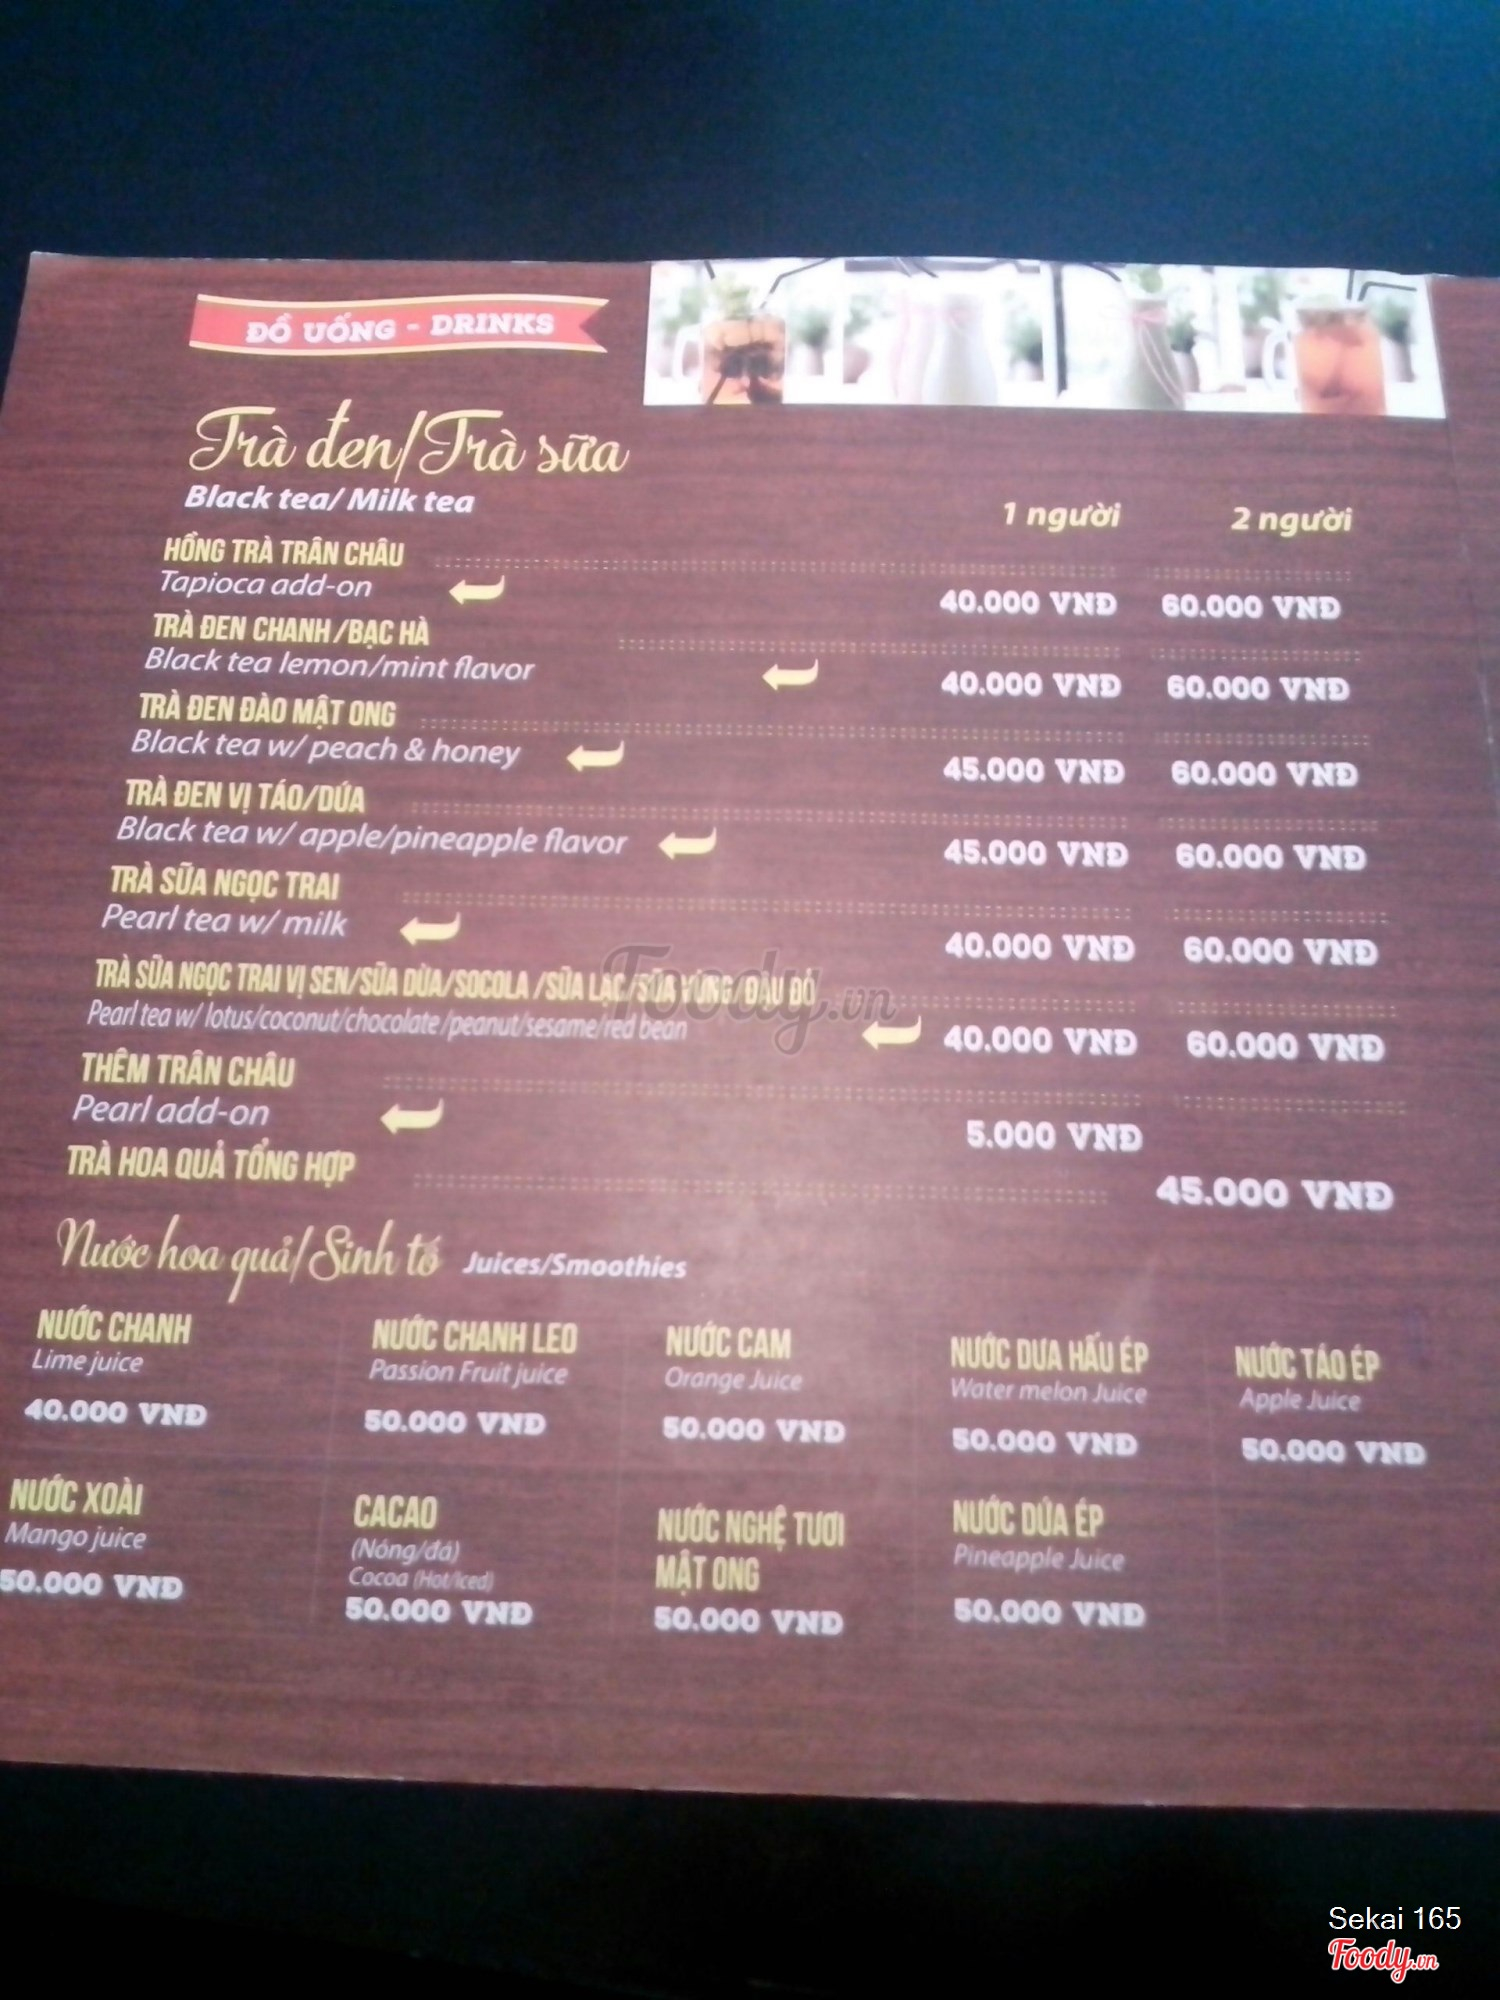 ĐỒ UỐNG - DRINKS
Trà đen/Trà sữa
Black tea/ Milk tea
1 người 2 người
HỒNG TRÀ TRÂN CHÂU
Tapioca add-on
40.000 VNĐ 60.000 VNĐ
TRÀ ĐEN CHANH /BẠC HÀ
Black tea lemon/mint flavor
40.000 VNĐ 60.000 VNĐ
TRÀ ĐEN ĐÀO MẬT ONG
Black tea w/ peach & honey
45.000 VNĐ 60.000 VNĐ
TRÀ ĐEN VỊ TÁO/DỨA
Black tea w/ apple/pineapple flavor
45.000 VNĐ 60.000 VNĐ
TRÀ SỮA NGỌC TRAI
Pearl tea w/ milk
40.000 VNĐ 60.000 VNĐ
TRÀ SỮA NGỌC TRAI VỊ SEN/SỮA DỪA/SOCOLA /SỮA LẠC/SỮA VỪNG/ĐẬU ĐỎ
Pearl tea w/ lotus/coconut/chocolate /peanut/sesame/red bean
40.000 VNĐ 60.000 VNĐ
THÊM TRÂN CHÂU
Pearl add-on
5.000 VNĐ
TRÀ HOA QUẢ TỔNG HỢP
45.000 VNĐ
Nước hoa quả/Sinh tố Juices/Smoothies
NƯỚC CHANH
Lime juice
40.000 VNĐ
NƯỚC CHANH LEO
Passion Fruit juice
50.000 VNĐ
NƯỚC CAM
Orange Juice
50.000 VNĐ
NƯỚC DƯA HẤU ÉP
Water melon Juice
50.000 VNĐ
NƯỚC TÁO ÉP
Apple Juice
50.000 VNĐ
NƯỚC XOÀI
Mango juice
50.000 VNĐ
CACAO
(Nóng/đá)
Cocoa (Hot/Iced)
50.000 VNĐ
NƯỚC NGHỆ TƯƠI
MẬT ONG
50.000 VNĐ
NƯỚC DỨA ÉP
Pineapple Juice
50.000 VNĐ
Foody.vn
Sekai 165
Foody.vn